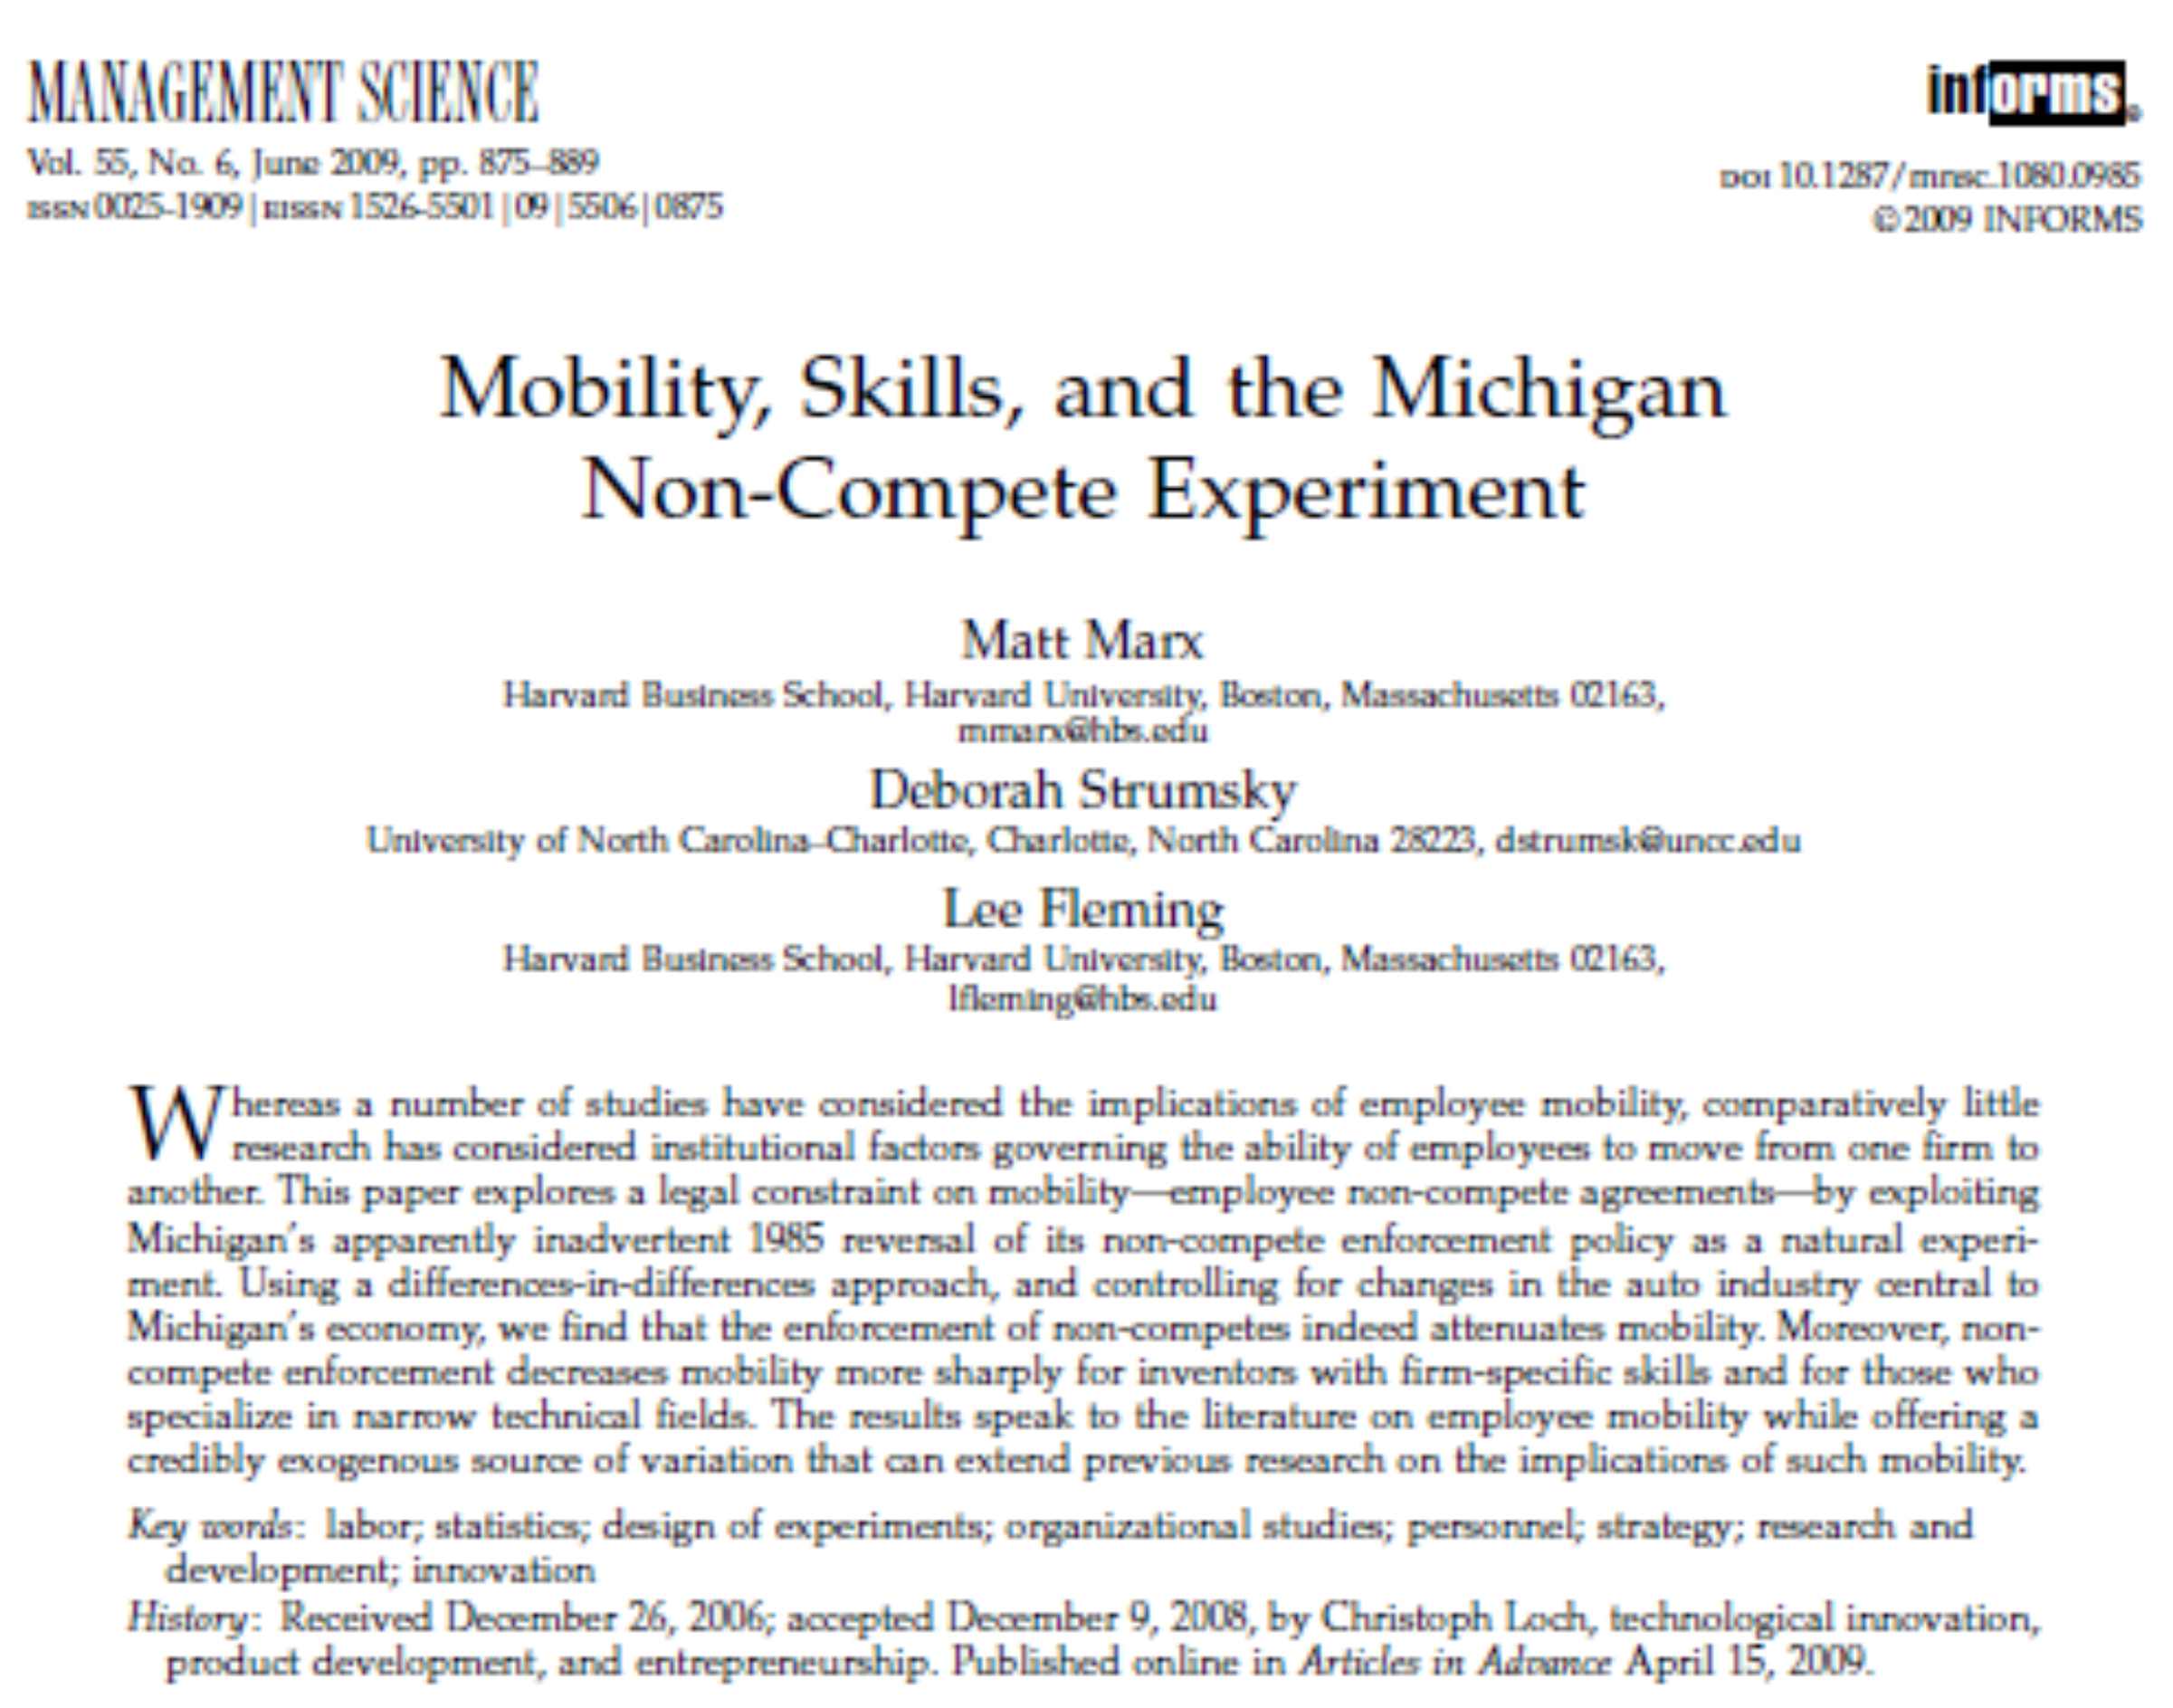 MANAGEMENT SCIENCE
Vol. 55, No. 6, June 2009, pp. 875–889
ISSN 0025-1909 | EISSN 1526-5501 | 09 | 5506 | 0875
informs®
DOI 10.1287/mnsc.1080.0985
©2009 INFORMS
Mobility, Skills, and the Michigan
Non-Compete Experiment
Matt Marx
Harvard Business School, Harvard University, Boston, Massachusetts 02163,
mmarx@hbs.edu
Deborah Strumsky
University of North Carolina–Charlotte, Charlotte, North Carolina 28223, dstrumsk@uncc.edu
Lee Fleming
Harvard Business School, Harvard University, Boston, Massachusetts 02163,
lfleming@hbs.edu
Whereas a number of studies have considered the implications of employee mobility, comparatively little
research has considered institutional factors governing the ability of employees to move from one firm to
another. This paper explores a legal constraint on mobility—employee non-compete agreements—by exploiting
Michigan's apparently inadvertent 1985 reversal of its non-compete enforcement policy as a natural experi-
ment. Using a differences-in-differences approach, and controlling for changes in the auto industry central to
Michigan's economy, we find that the enforcement of non-competes indeed attenuates mobility. Moreover, non-
compete enforcement decreases mobility more sharply for inventors with firm-specific skills and for those who
specialize in narrow technical fields. The results speak to the literature on employee mobility while offering a
credibly exogenous source of variation that can extend previous research on the implications of such mobility.
Key words: labor; statistics; design of experiments; organizational studies; personnel; strategy; research and
development; innovation
History: Received December 26, 2006; accepted December 9, 2008, by Christoph Loch, technological innovation,
product development, and entrepreneurship. Published online in Articles in Advance April 15, 2009.